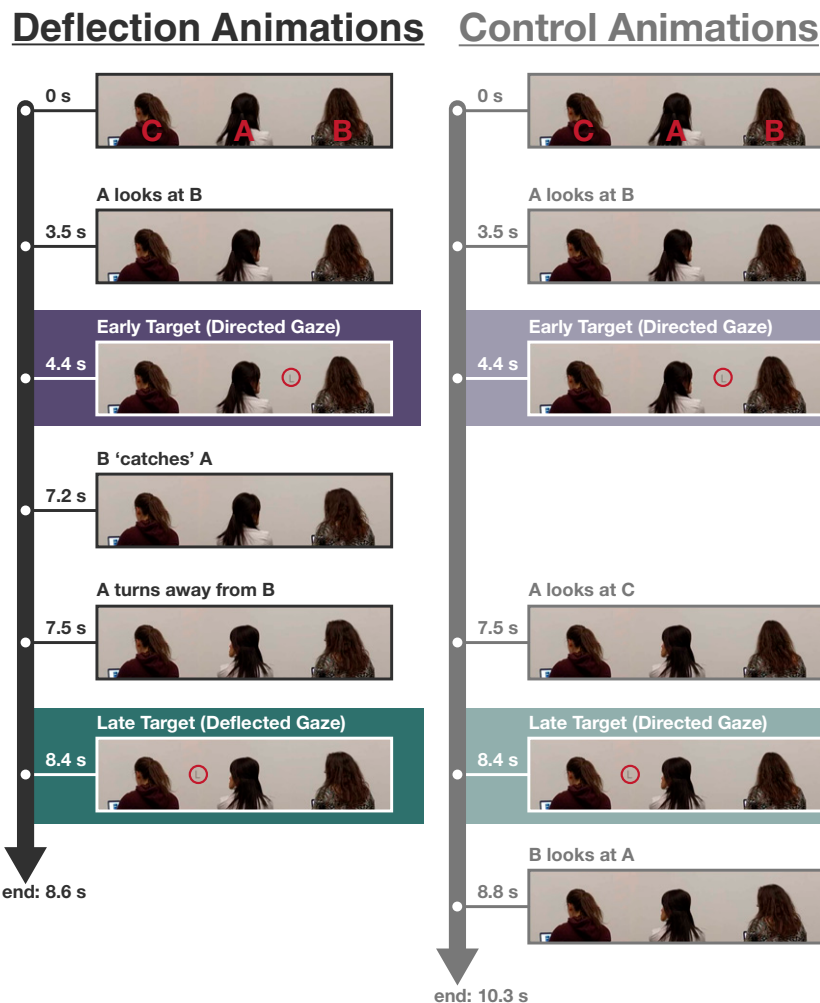 Deflection Animations
0 s
C A B
A looks at B
3.5 s
Early Target (Directed Gaze)
4.4 s
L
B ‘catches’ A
7.2 s
A turns away from B
7.5 s
Late Target (Deflected Gaze)
8.4 s
L
end: 8.6 s
Control Animations
0 s
C A B
A looks at B
3.5 s
Early Target (Directed Gaze)
4.4 s
L
A looks at C
7.5 s
Late Target (Directed Gaze)
8.4 s
L
B looks at A
8.8 s
end: 10.3 s